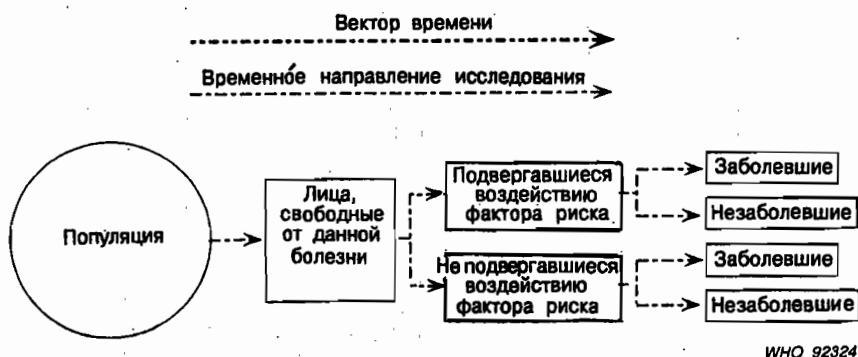 Вектор времени
Временно́е направление исследования
Популяция
Лица,
свободные
от данной
болезни
Подвергавшиеся
воздействию
фактора риска
Не подвергавшиеся
воздействию
фактора риска
Заболевшие
Незаболевшие
Заболевшие
Незаболевшие
WHO 92324